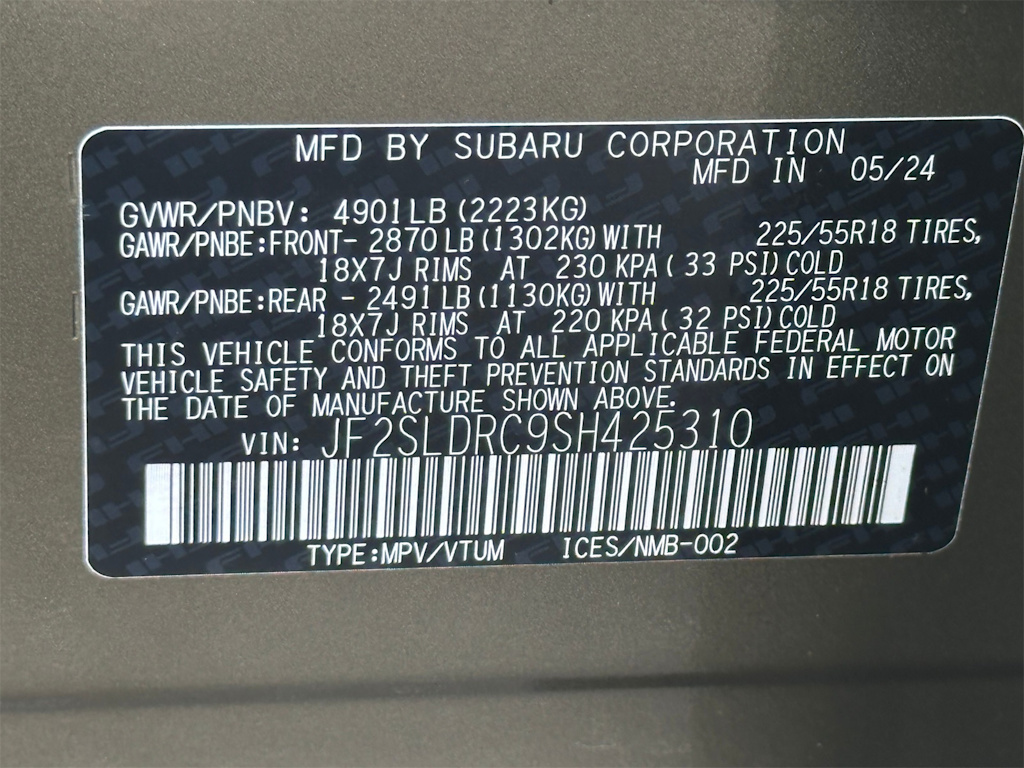 MFD BY SUBARU CORPORATION
MFD IN 05/24
GVWR/PNBV: 4901LB (2223KG)
GAWR/PNBE:FRONT- 2870 LB (1302KG) WITH 225/55R18 TIRES,
18X7J RIMS AT 230 KPA ( 33 PSI) COLD
GAWR/PNBE:REAR - 2491 LB (1130KG) WITH 225/55R18 TIRES,
18X7J RIMS AT 220 KPA ( 32 PSI) COLD
THIS VEHICLE CONFORMS TO ALL APPLICABLE FEDERAL MOTOR
VEHICLE SAFETY AND THEFT PREVENTION STANDARDS IN EFFECT ON
THE DATE OF MANUFACTURE SHOWN ABOVE.
VIN: JF2SLDRC9SH425310
TYPE:MPV/VTUM ICES/NMB-002